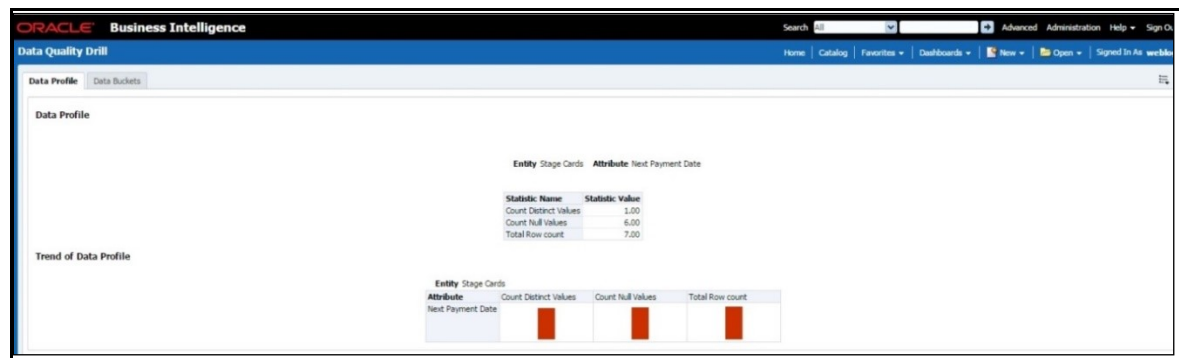 ORACLE Business Intelligence Search All Advanced Administration Help Sign
Data Quality Drill Home Catalog Favorites Dashboards New Open Signed In As
Data Profile Data Buckets
Data Profile
Entity Stage Cards Attribute Next Payment Date
Statistic Name Statistic Value
Count Distinct Values 1.00
Count Null Values 6.00
Total Row count 7.00
Trend of Data Profile
Entity Stage Cards
Attribute Count Distinct Values Count Null Values Total Row count
Next Payment Date